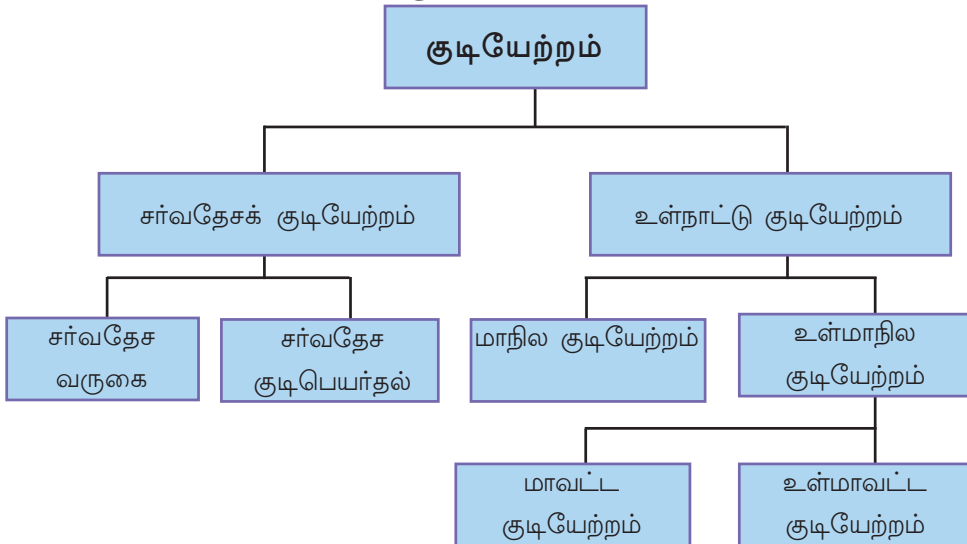 குடியேற்றம்
சர்வதேசக் குடியேற்றம்
உள்நாட்டு குடியேற்றம்
சர்வதேச
வருகை
சர்வதேச
குடிபெயர்தல்
மாநில குடியேற்றம்
உள்மாநில
குடியேற்றம்
மாவட்ட
குடியேற்றம்
உள்மாவட்ட
குடியேற்றம்